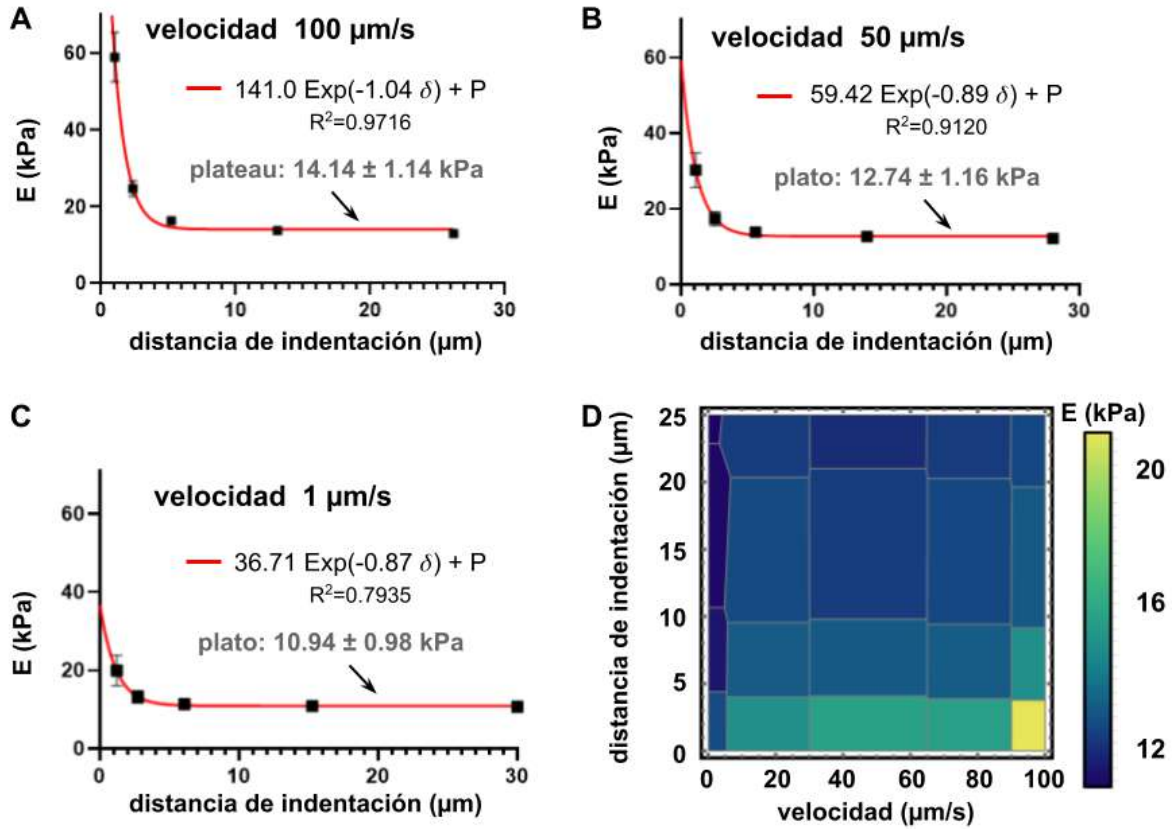 A
velocidad 100 µm/s
141.0 Exp(-1.04 δ) + P
R²=0.9716
plateau: 14.14 ± 1.14 kPa
E (kPa)
60
40
20
0
0 10 20 30
distancia de indentación (µm)
B
velocidad 50 µm/s
59.42 Exp(-0.89 δ) + P
R²=0.9120
plato: 12.74 ± 1.16 kPa
E (kPa)
60
40
20
0
0 10 20 30
distancia de indentación (µm)
C
velocidad 1 µm/s
36.71 Exp(-0.87 δ) + P
R²=0.7935
plato: 10.94 ± 0.98 kPa
E (kPa)
60
40
20
0
0 10 20 30
distancia de indentación (µm)
D
distancia de indentación (µm)
25
20
15
10
5
0
0 20 40 60 80 100
velocidad (µm/s)
E (kPa)
20
16
12